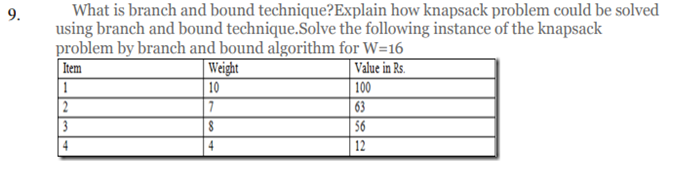 9. What is branch and bound technique?Explain how knapsack problem could be solved
using branch and bound technique.Solve the following instance of the knapsack
problem by branch and bound algorithm for W=16
Item Weight Value in Rs.
1 10 100
2 7 63
3 8 56
4 4 12